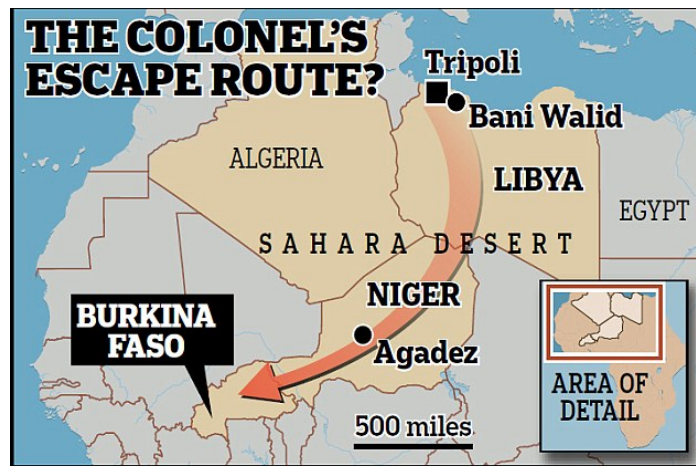 THE COLONEL'S
ESCAPE ROUTE?
Tripoli
Bani Walid
ALGERIA
LIBYA
EGYPT
SAHARA DESERT
NIGER
BURKINA
FASO
Agadez
500 miles
AREA OF
DETAIL